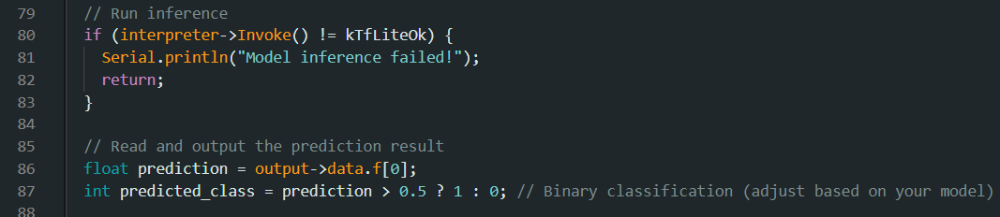 79 // Run inference
80 if (interpreter->Invoke() != kTfLiteOk) {
81 Serial.println("Model inference failed!");
82 return;
83 }
84
85 // Read and output the prediction result
86 float prediction = output->data.f[0];
87 int predicted_class = prediction > 0.5 ? 1 : 0; // Binary classification (adjust based on your model)
88